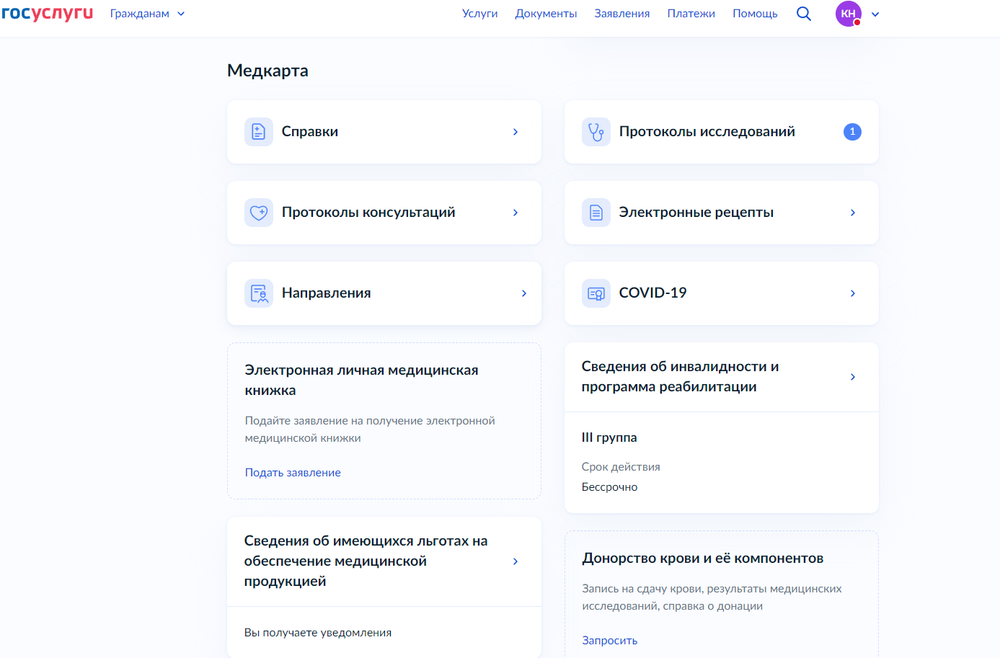 госуслуги
Гражданам
Услуги
Документы
Заявления
Платежи
Помощь
КН
Медкарта
Справки
Протоколы исследований
1
Протоколы консультаций
Электронные рецепты
Направления
COVID-19
Электронная личная медицинская
книжка
Подайте заявление на получение электронной
медицинской книжки
Подать заявление
Сведения об инвалидности и
программа реабилитации
III группа
Срок действия
Бессрочно
Сведения об имеющихся льготах на
обеспечение медицинской
продукцией
Вы получаете уведомления
Донорство крови и её компонентов
Запись на сдачу крови, результаты медицинских
исследований, справка о донации
Запросить